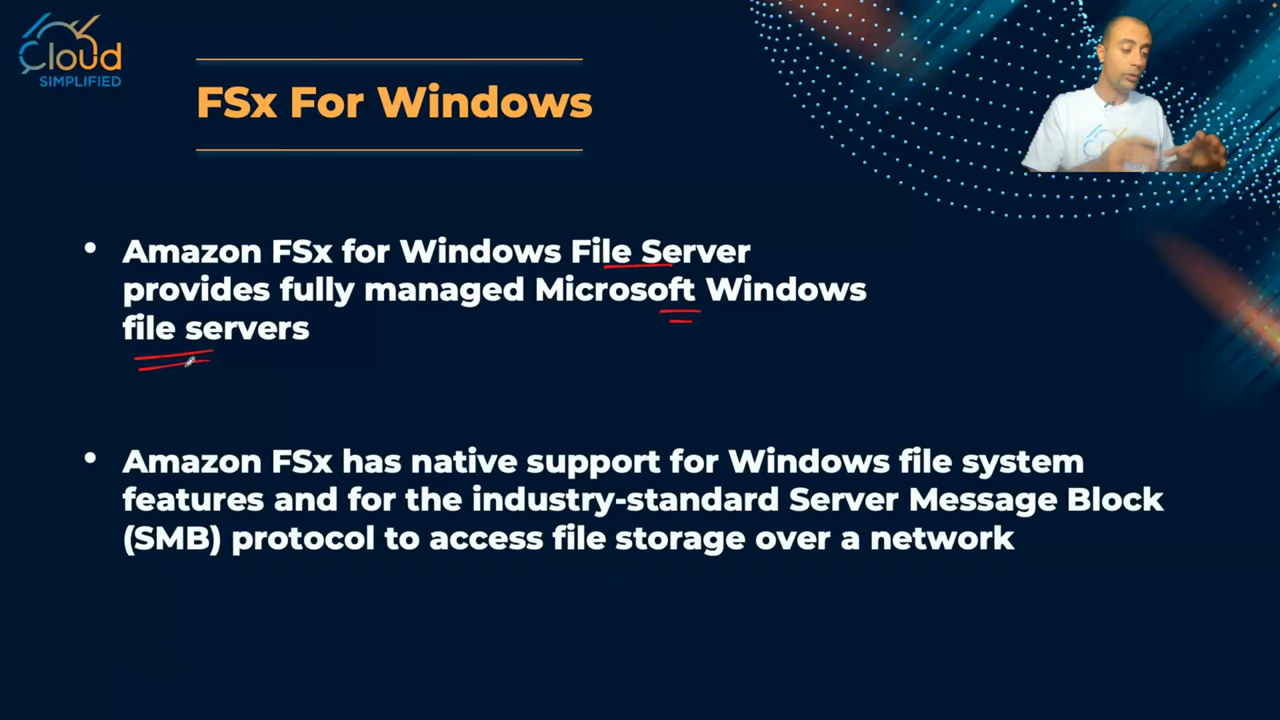 Cloud
SIMPLIFIED
FSx For Windows
• Amazon FSx for Windows File Server
provides fully managed Microsoft Windows
file servers
• Amazon FSx has native support for Windows file system
features and for the industry-standard Server Message Block
(SMB) protocol to access file storage over a network